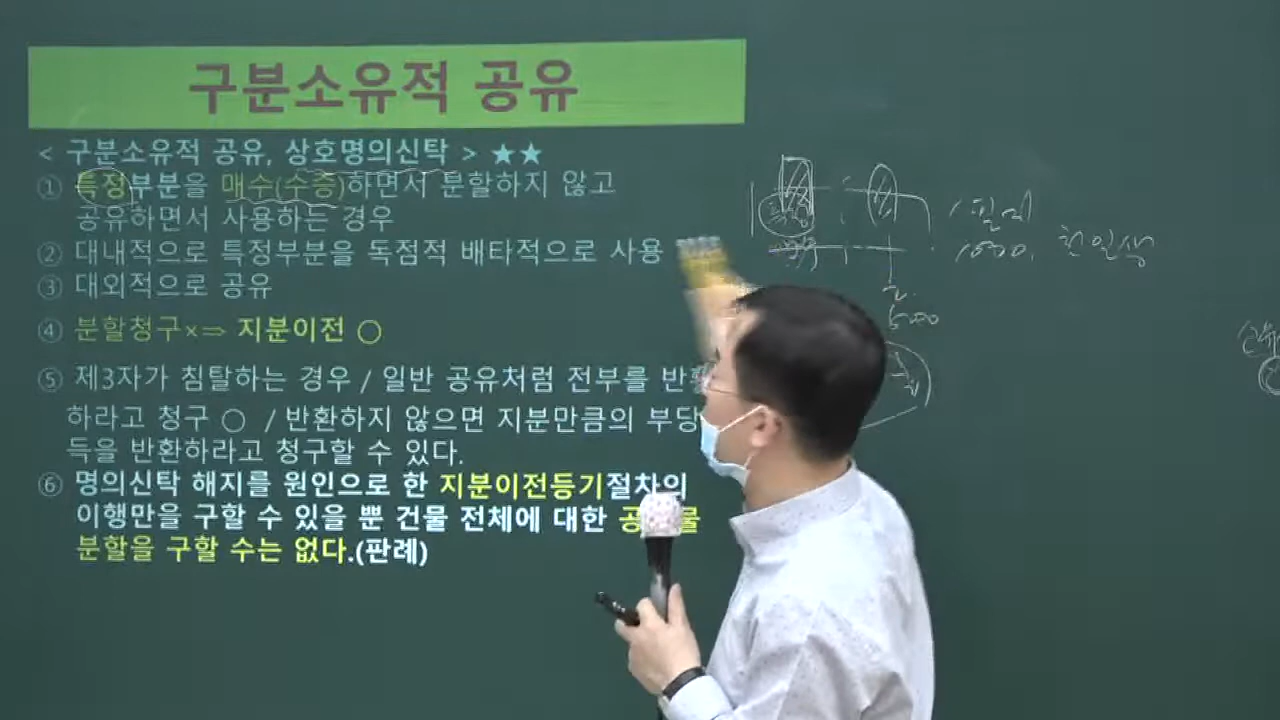 구분소유적 공유
< 구분소유적 공유, 상호명의신탁 > ★★
① 특정부분을 매수(수증)하면서 분할하지 않고
공유하면서 사용하는 경우
② 대내적으로 특정부분을 독점적 배타적으로 사용
③ 대외적으로 공유
④ 분할청구×⇒ 지분이전 ○
⑤ 제3자가 침탈하는 경우 / 일반 공유처럼 전부를 반환
하라고 청구 ○ / 반환하지 않으면 지분만큼의 부당
득을 반환하라고 청구할 수 있다.
⑥ 명의신탁 해지를 원인으로 한 지분이전등기절차의
이행만을 구할 수 있을 뿐 건물 전체에 대한 공
분할을 구할 수는 없다.(판례)
특정
1필지